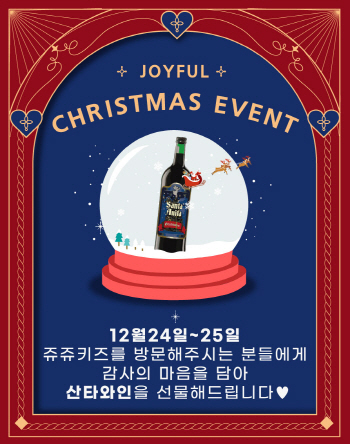 JOYFUL
CHRISTMAS EVENT
Santa
12월24일~25일
쥬쥬키즈를 방문해주시는 분들에게
감사의 마음을 담아
산타와인을 선물해드립니다♥